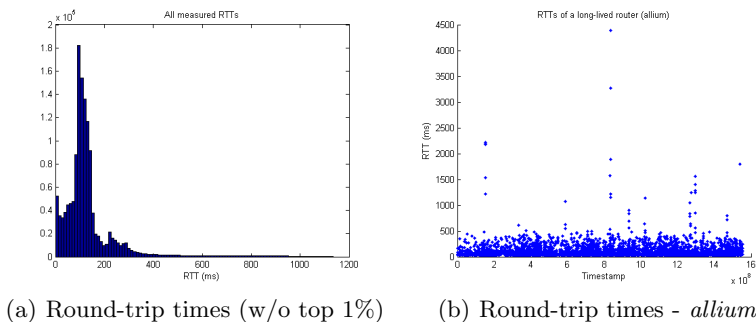 All measured RTTs
x 10^6
2
1.8
1.6
1.4
1.2
1
0.8
0.6
0.4
0.2
0
0 200 400 600 800 1000 1200
RTT (ms)
(a) Round-trip times (w/o top 1%)
RTTs of a long-lived router (allium)
4500
4000
3500
3000
2500
2000
1500
1000
500
0
RTT (ms)
0 2 4 6 8 10 12 14 16
Timestamp
x 10^8
(b) Round-trip times - allium